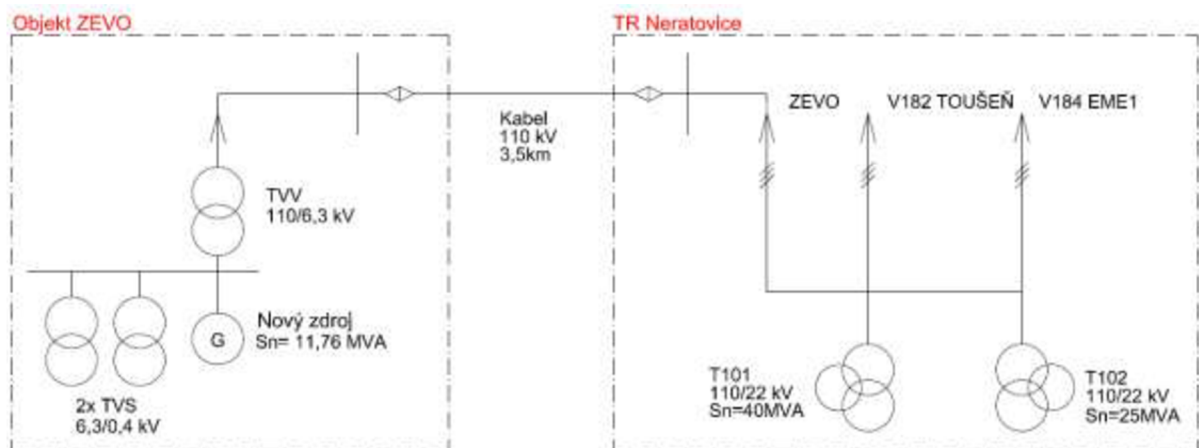 Objekt ZEVO
TR Neratovice
ZEVO
V182 TOUŠEŇ
V184 EME1
Kabel
110 kV
3,5km
TVV
110/6,3 kV
G
Nový zdroj
Sn= 11,76 MVA
2x TVS
6,3/0,4 kV
T101
110/22 kV
Sn=40MVA
T102
110/22 kV
Sn=25MVA